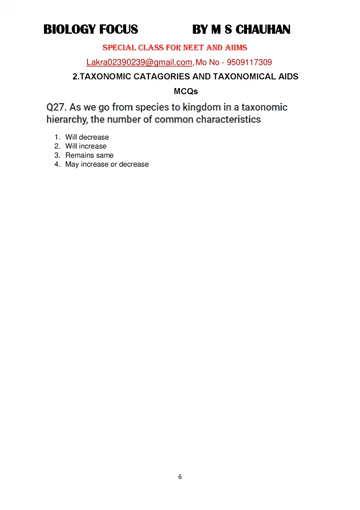 BIOLOGY FOCUS BY M S CHAUHAN
SPECIAL CLASS FOR NEET AND AIIMS
Lakra02390239@gmail.com, Mo No - 9509117309
2.TAXONOMIC CATAGORIES AND TAXONOMICAL AIDS
MCQs
Q27. As we go from species to kingdom in a taxonomic
hierarchy, the number of common characteristics
1. Will decrease
2. Will increase
3. Remains same
4. May increase or decrease
6